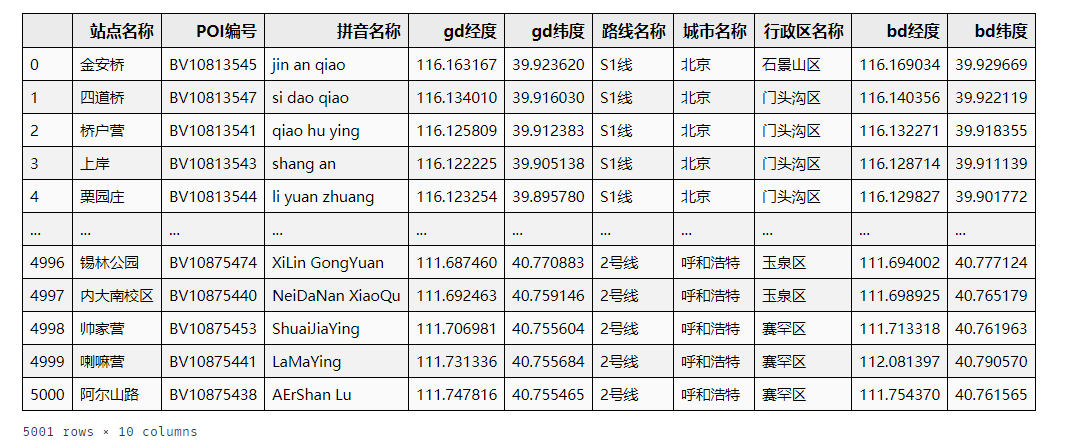 站点名称 POI编号 拼音名称 gd经度 gd纬度 路线名称 城市名称 行政区名称 bd经度 bd纬度
0 金安桥 BV10813545 jin an qiao 116.163167 39.923620 S1线 北京 石景山区 116.169034 39.929669
1 四道桥 BV10813547 si dao qiao 116.134010 39.916030 S1线 北京 门头沟区 116.140356 39.922119
2 桥户营 BV10813541 qiao hu ying 116.125809 39.912383 S1线 北京 门头沟区 116.132271 39.918355
3 上岸 BV10813543 shang an 116.122225 39.905138 S1线 北京 门头沟区 116.128714 39.911139
4 栗园庄 BV10813544 li yuan zhuang 116.123254 39.895780 S1线 北京 门头沟区 116.129827 39.901772
... ... ... ... ... ... ... ... ... ... ...
4996 锡林公园 BV10875474 XiLin GongYuan 111.687460 40.770883 2号线 呼和浩特 玉泉区 111.694002 40.777124
4997 内大南校区 BV10875440 NeiDaNan XiaoQu 111.692463 40.759146 2号线 呼和浩特 玉泉区 111.698925 40.765179
4998 帅家营 BV10875453 ShuaiJiaYing 111.706981 40.755604 2号线 呼和浩特 赛罕区 111.713318 40.761963
4999 喇嘛营 BV10875441 LaMaYing 111.731336 40.755684 2号线 呼和浩特 赛罕区 112.081397 40.790570
5000 阿尔山路 BV10875438 AErShan Lu 111.747816 40.755465 2号线 呼和浩特 赛罕区 111.754370 40.761565
5001 rows × 10 columns